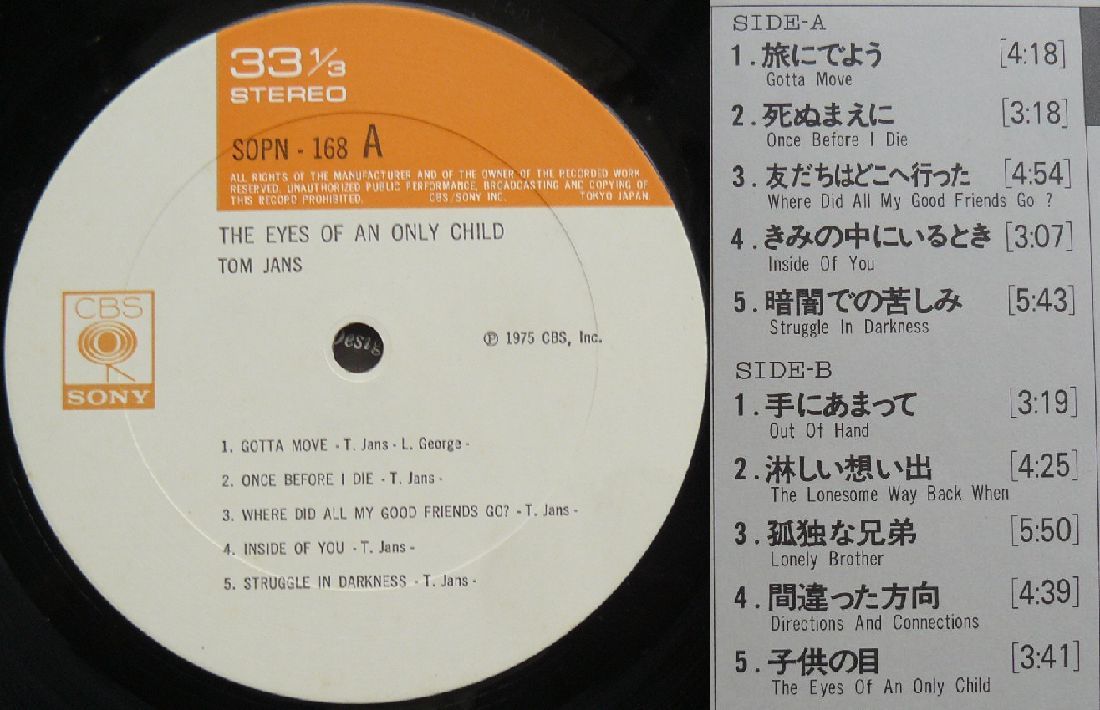 33 1/3
STEREO
SOPN - 168 A
ALL RIGHTS OF THE MANUFACTURER AND OF THE OWNER OF THE RECORDED WORK
RESERVED. UNAUTHORIZED PUBLIC PERFORMANCE, BROADCASTING AND COPYING OF
THIS RECORD PROHIBITED. CBS/SONY INC. TOKYO JAPAN.
THE EYES OF AN ONLY CHILD
TOM JANS
CBS
SONY
Desig
℗ 1975 CBS, Inc.
1. GOTTA MOVE - T. Jans - L. George -
2. ONCE BEFORE I DIE - T. Jans -
3. WHERE DID ALL MY GOOD FRIENDS GO? - T. Jans -
4. INSIDE OF YOU - T. Jans -
5. STRUGGLE IN DARKNESS - T. Jans -
SIDE-A
1. 旅にでよう [4:18]
Gotta Move
2. 死ぬまえに [3:18]
Once Before I Die
3. 友だちはどこへ行った [4:54]
Where Did All My Good Friends Go ?
4. きみの中にいるとき [3:07]
Inside Of You
5. 暗闇での苦しみ [5:43]
Struggle In Darkness
SIDE-B
1. 手にあまって [3:19]
Out Of Hand
2. 淋しい想い出 [4:25]
The Lonesome Way Back When
3. 孤独な兄弟 [5:50]
Lonely Brother
4. 間違った方向 [4:39]
Directions And Connections
5. 子供の目 [3:41]
The Eyes Of An Only Child